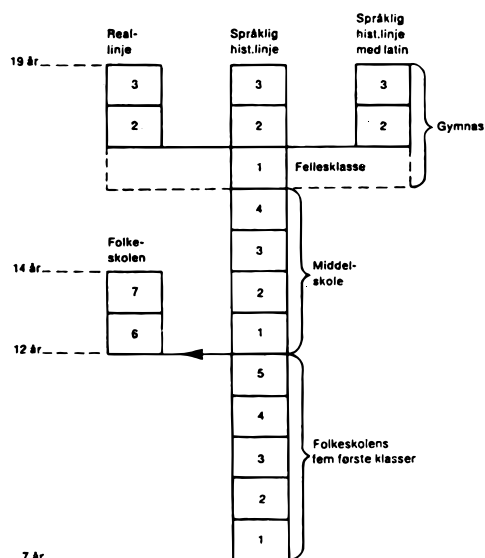 Real-
linje
Språklig
hist.linje
Språklig
hist.linje
med latin
19 år
3
3
3
2
2
2
Gymnas
1
Fellesklasse
4
Folke-
skolen
3
14 år
7
2
Middel-
skole
6
1
12 år
5
4
3
Folkeskolens
fem første klasser
2
1
7 år